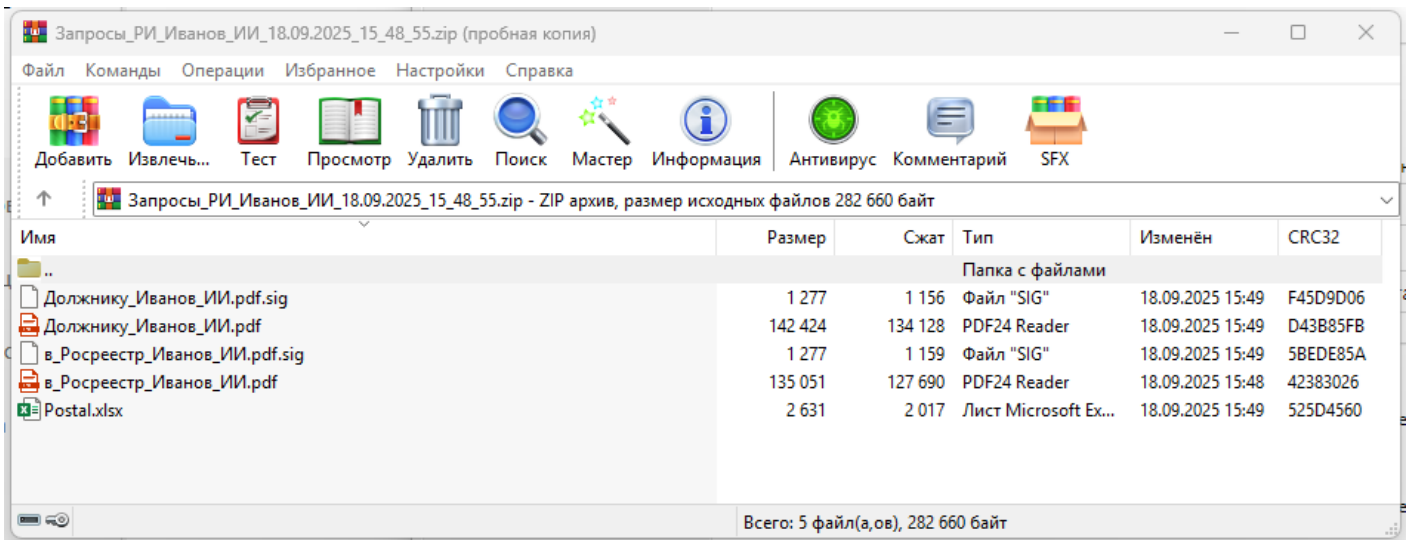 Запросы_РИ_Иванов_ИИ_18.09.2025_15_48_55.zip (пробная копия)
Файл Команды Операции Избранное Настройки Справка
Добавить Извлечь... Тест Просмотр Удалить Поиск Мастер Информация Антивирус Комментарий SFX
Запросы_РИ_Иванов_ИИ_18.09.2025_15_48_55.zip - ZIP архив, размер исходных файлов 282 660 байт
Имя Размер Сжат Тип Изменён CRC32
.. Папка с файлами
Должнику_Иванов_ИИ.pdf.sig 1 277 1 156 Файл "SIG" 18.09.2025 15:49 F45D9D06
Должнику_Иванов_ИИ.pdf 142 424 134 128 PDF24 Reader 18.09.2025 15:49 D43B85FB
в_Росреестр_Иванов_ИИ.pdf.sig 1 277 1 159 Файл "SIG" 18.09.2025 15:49 5BEDE85A
в_Росреестр_Иванов_ИИ.pdf 135 051 127 690 PDF24 Reader 18.09.2025 15:48 42383026
Postal.xlsx 2 631 2 017 Лист Microsoft Ex... 18.09.2025 15:49 525D4560
Всего: 5 файл(а,ов), 282 660 байт